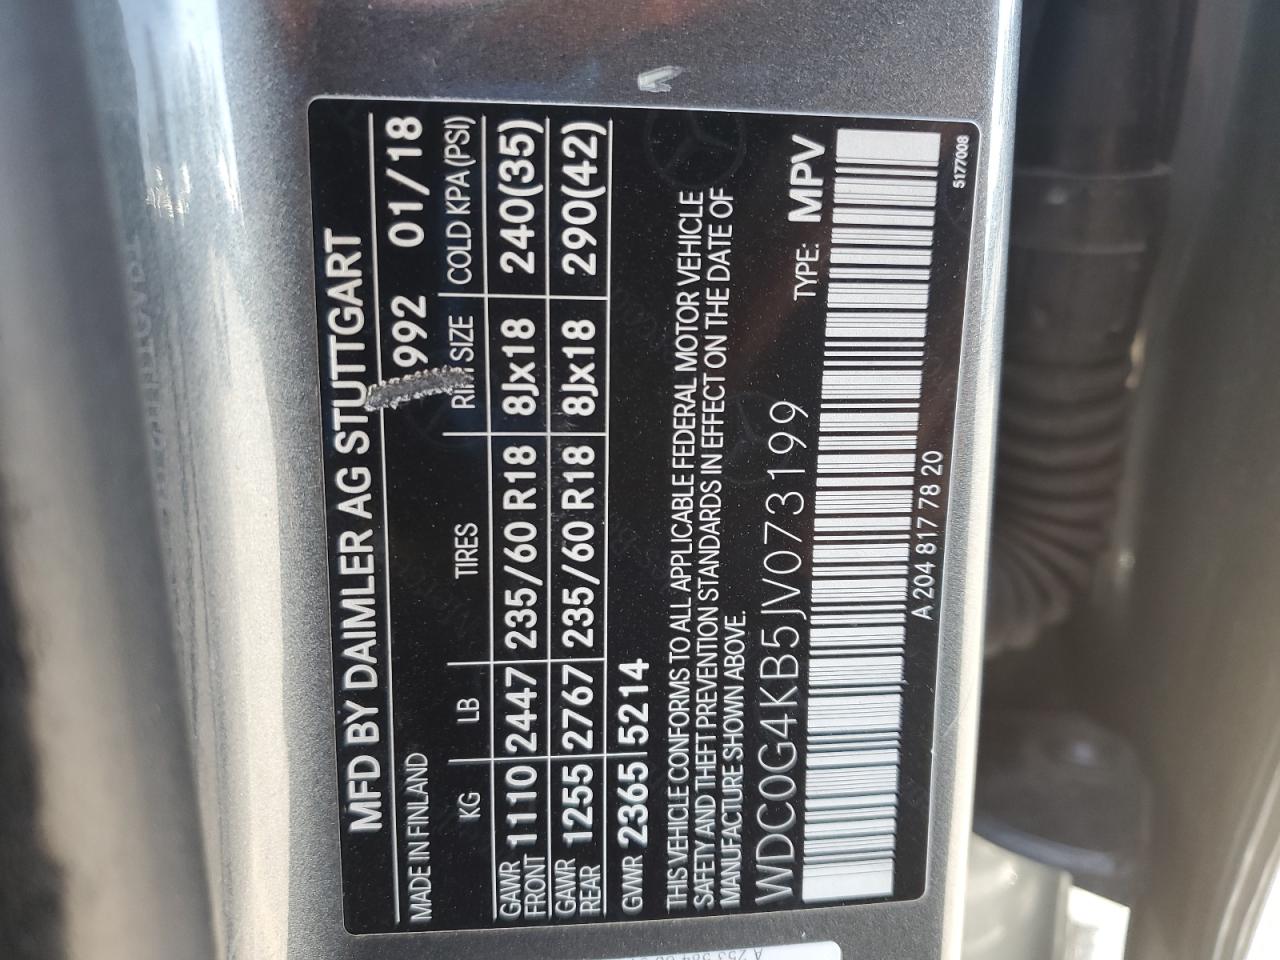 MFD BY DAIMLER AG STUTTGART
MADE IN FINLAND 992 01/18
KG LB TIRES RIM SIZE COLD KPA (PSI)
GAWR FRONT 1110 2447 235/60 R18 8Jx18 240(35)
GAWR REAR 1255 2767 235/60 R18 8Jx18 290(42)
GVWR 2365 5214
THIS VEHICLE CONFORMS TO ALL APPLICABLE FEDERAL MOTOR VEHICLE
SAFETY AND THEFT PREVENTION STANDARDS IN EFFECT ON THE DATE OF
MANUFACTURE SHOWN ABOVE.
WDC0G4KB5JV073199 TYPE: MPV
A 204 817 78 20
5177008